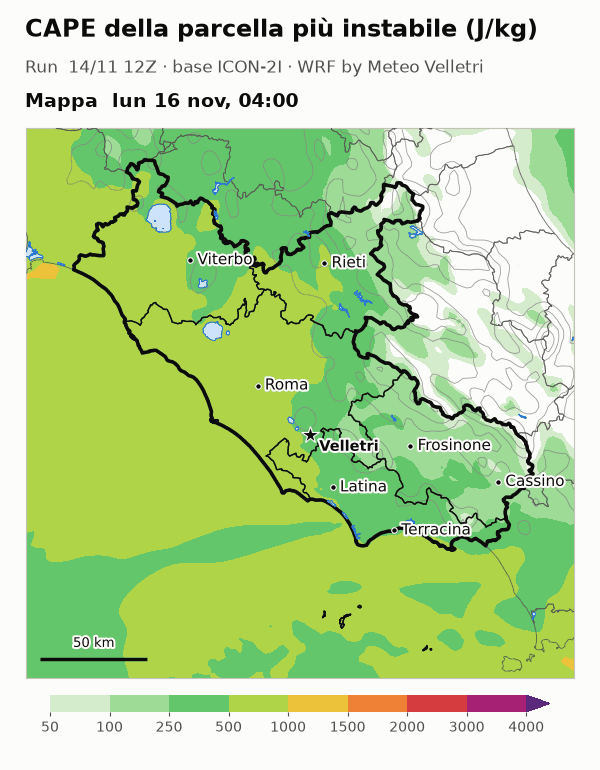 CAPE della parcella più instabile (J/kg)
Run 14/11 12Z · base ICON-2I · WRF by Meteo Velletri
Mappa lun 16 nov, 04:00
Viterbo
Rieti
Roma
Velletri
Frosinone
Latina
Cassino
Terracina
50 km
50 100 250 500 1000 1500 2000 3000 4000